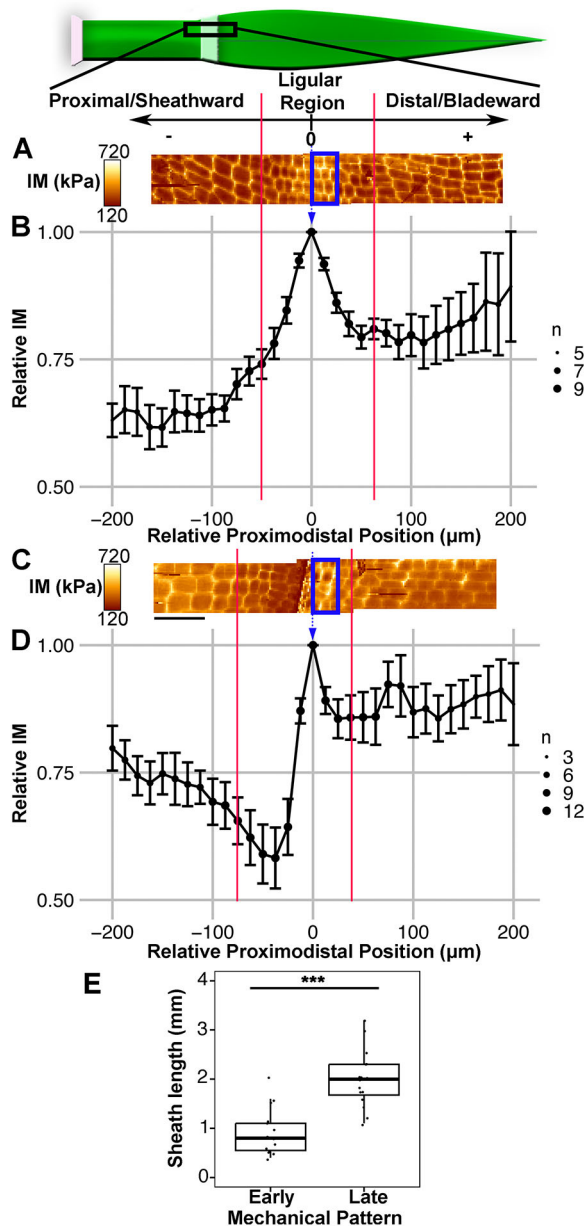 Proximal/Sheathward
Ligular
Region
Distal/Bladeward
- 0 +
A
IM (kPa)
720
120
B
1.00
0.75
0.50
Relative IM
n
5
7
9
−200 −100 0 100 200
Relative Proximodistal Position (µm)
C
IM (kPa)
720
120
D
1.00
0.75
0.50
Relative IM
n
3
6
9
12
−200 −100 0 100 200
Relative Proximodistal Position (µm)
E
***
4
3
2
1
0
Sheath length (mm)
Early Late
Mechanical Pattern